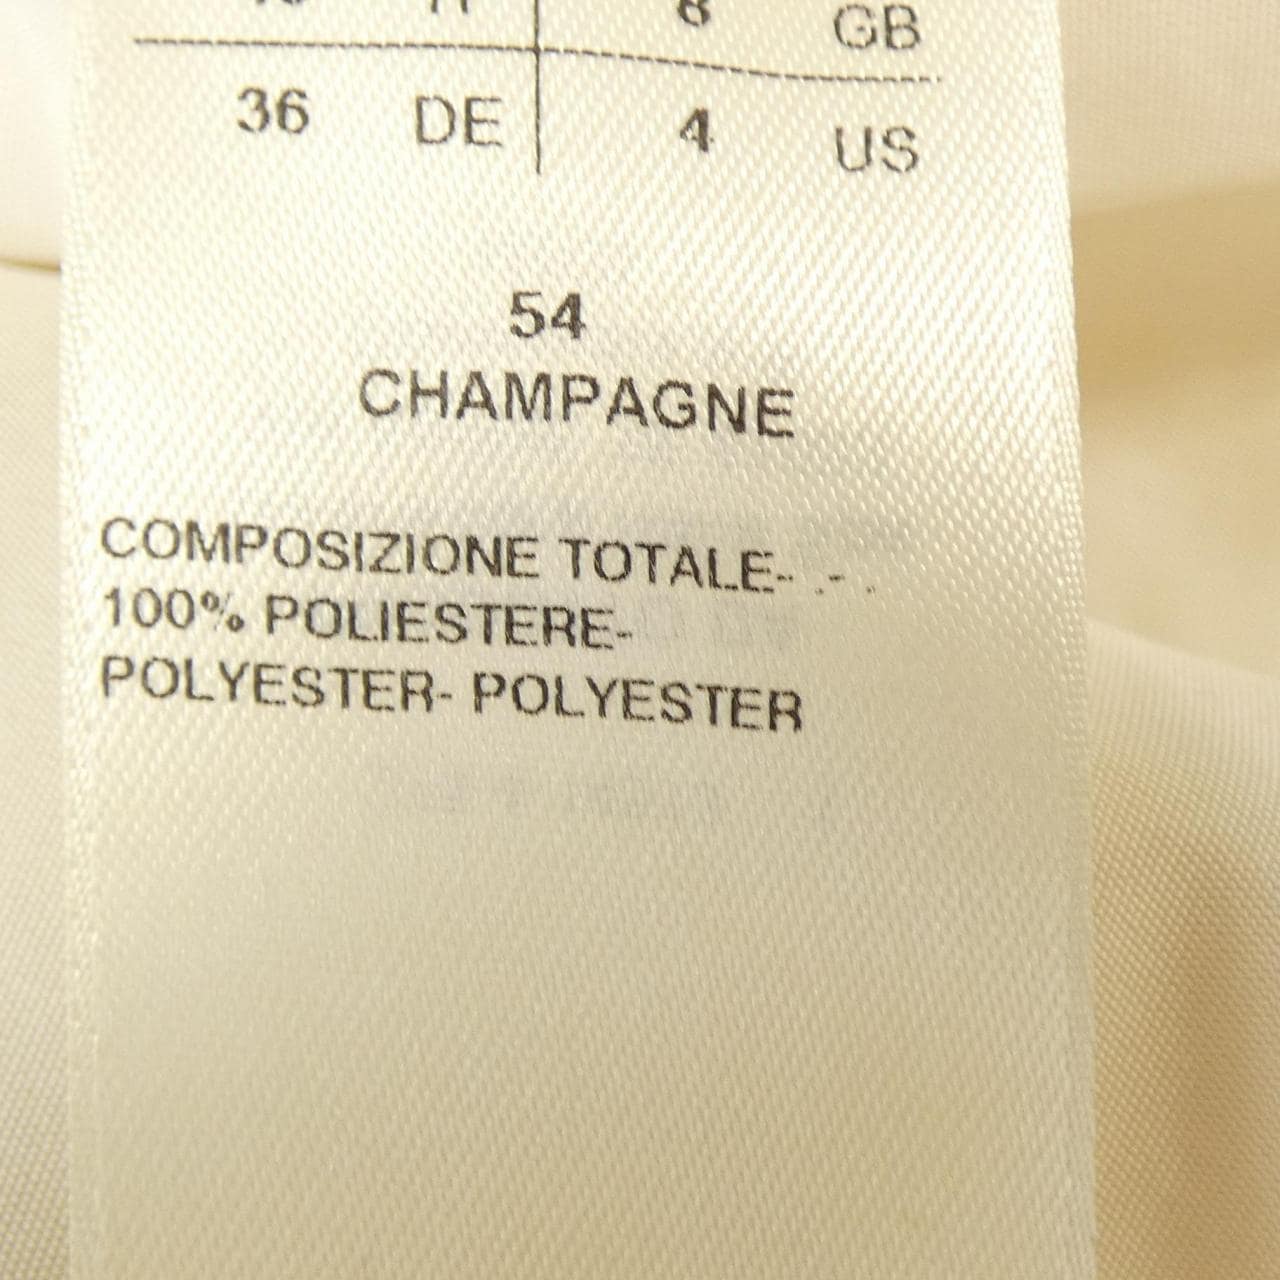 8 GB
36 DE 4 US
54
CHAMPAGNE
COMPOSIZIONE TOTALE- .- .
100% POLIESTERE-
POLYESTER- POLYESTER